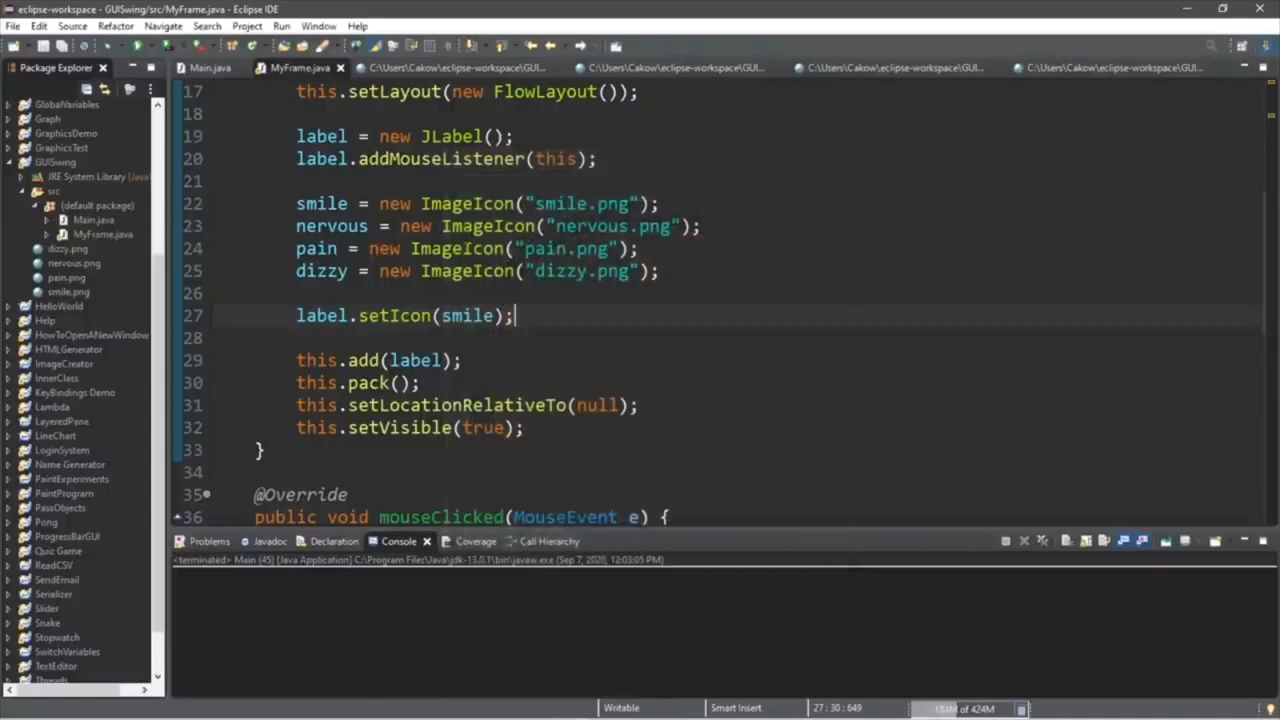 eclipse-workspace - GUISwing/src/MyFrame.java - Eclipse IDE
File Edit Source Refactor Navigate Search Project Run Window Help
Package Explorer
Main.java MyFrame.java C:\Users\Cakow\eclipse-workspace\GUI... C:\Users\Cakow\eclipse-workspace\GUI... C:\Users\Cakow\eclipse-workspace\GUI... C:\Users\Cakow\eclipse-workspace\GUI...
GlobalVariables
Graph
GraphicsDemo
GraphicsTest
GUISwing
JRE System Library [Java
src
(default package)
Main.java
MyFrame.java
dizzy.png
nervous.png
pain.png
smile.png
HelloWorld
Help
HowToOpenANewWindow
HTMLGenerator
ImageCreator
InnerClass
KeyBindings Demo
Lambda
LayeredPane
LineChart
LoginSystem
Name Generator
PaintExperiments
PaintProgram
PassObjects
Pong
ProgressBarGUI
Quiz Game
ReadCSV
SendEmail
Serializer
Slider
Snake
Stopwatch
SwitchVariables
TextEditor
Threads
17 this.setLayout(new FlowLayout());
18
19 label = new JLabel();
20 label.addMouseListener(this);
21
22 smile = new ImageIcon("smile.png");
23 nervous = new ImageIcon("nervous.png");
24 pain = new ImageIcon("pain.png");
25 dizzy = new ImageIcon("dizzy.png");
26
27 label.setIcon(smile);
28
29 this.add(label);
30 this.pack();
31 this.setLocationRelativeTo(null);
32 this.setVisible(true);
33 }
34
35 @Override
36 public void mouseClicked(MouseEvent e) {
Problems Javadoc Declaration Console Coverage Call Hierarchy
<terminated> Main (45) [Java Application] C:\Program Files\Java\jdk-13.0.1\bin\javaw.exe (Sep 7, 2020, 12:03:05 PM)
Writable Smart Insert 27 : 30 : 649 184M of 424M